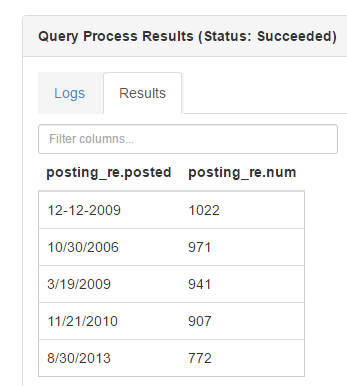 Query Process Results (Status: Succeeded)
Logs Results
Filter columns...
posting_re.posted posting_re.num
12-12-2009 1022
10/30/2006 971
3/19/2009 941
11/21/2010 907
8/30/2013 772